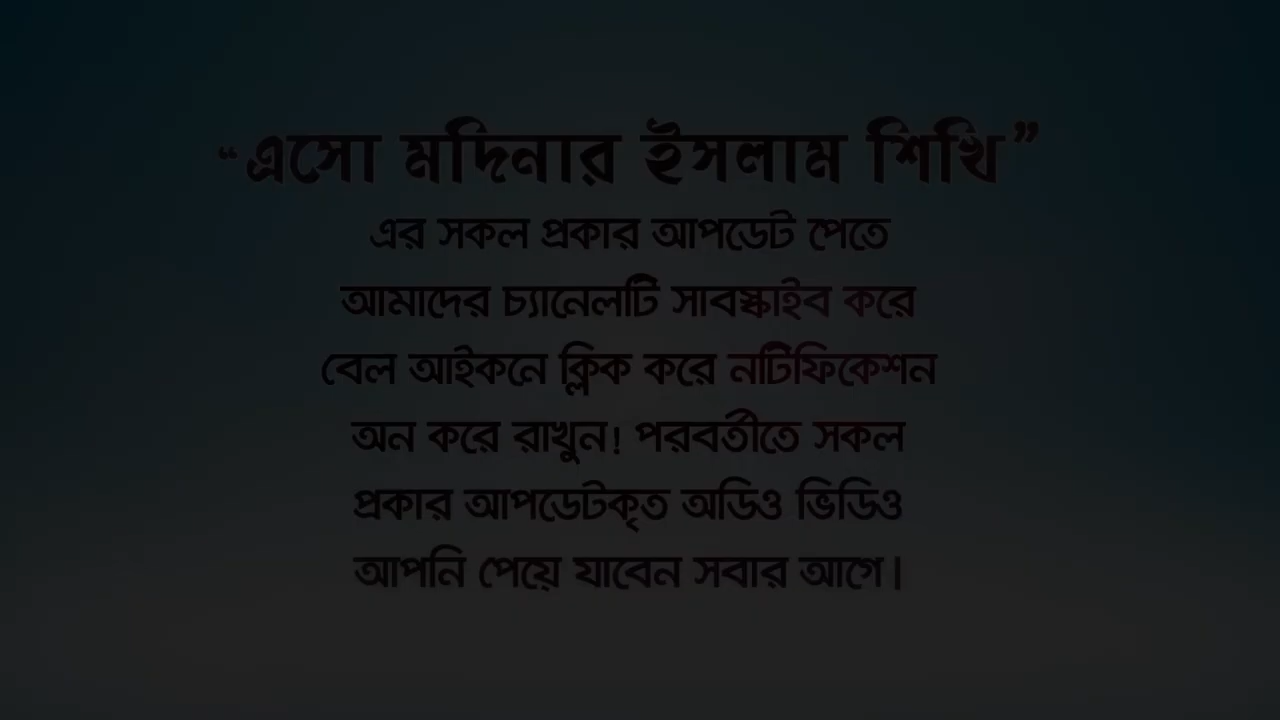 “এসো মদিনার ইসলাম শিখি”
এর সকল প্রকার আপডেট পেতে
আমাদের চ্যানেলটি সাবস্ক্রাইব করে
বেল আইকনে ক্লিক করে নটিফিকেশন
অন করে রাখুন! পরবর্তীতে সকল
প্রকার আপডেটকৃত অডিও ভিডিও
আপনি পেয়ে যাবেন সবার আগে।